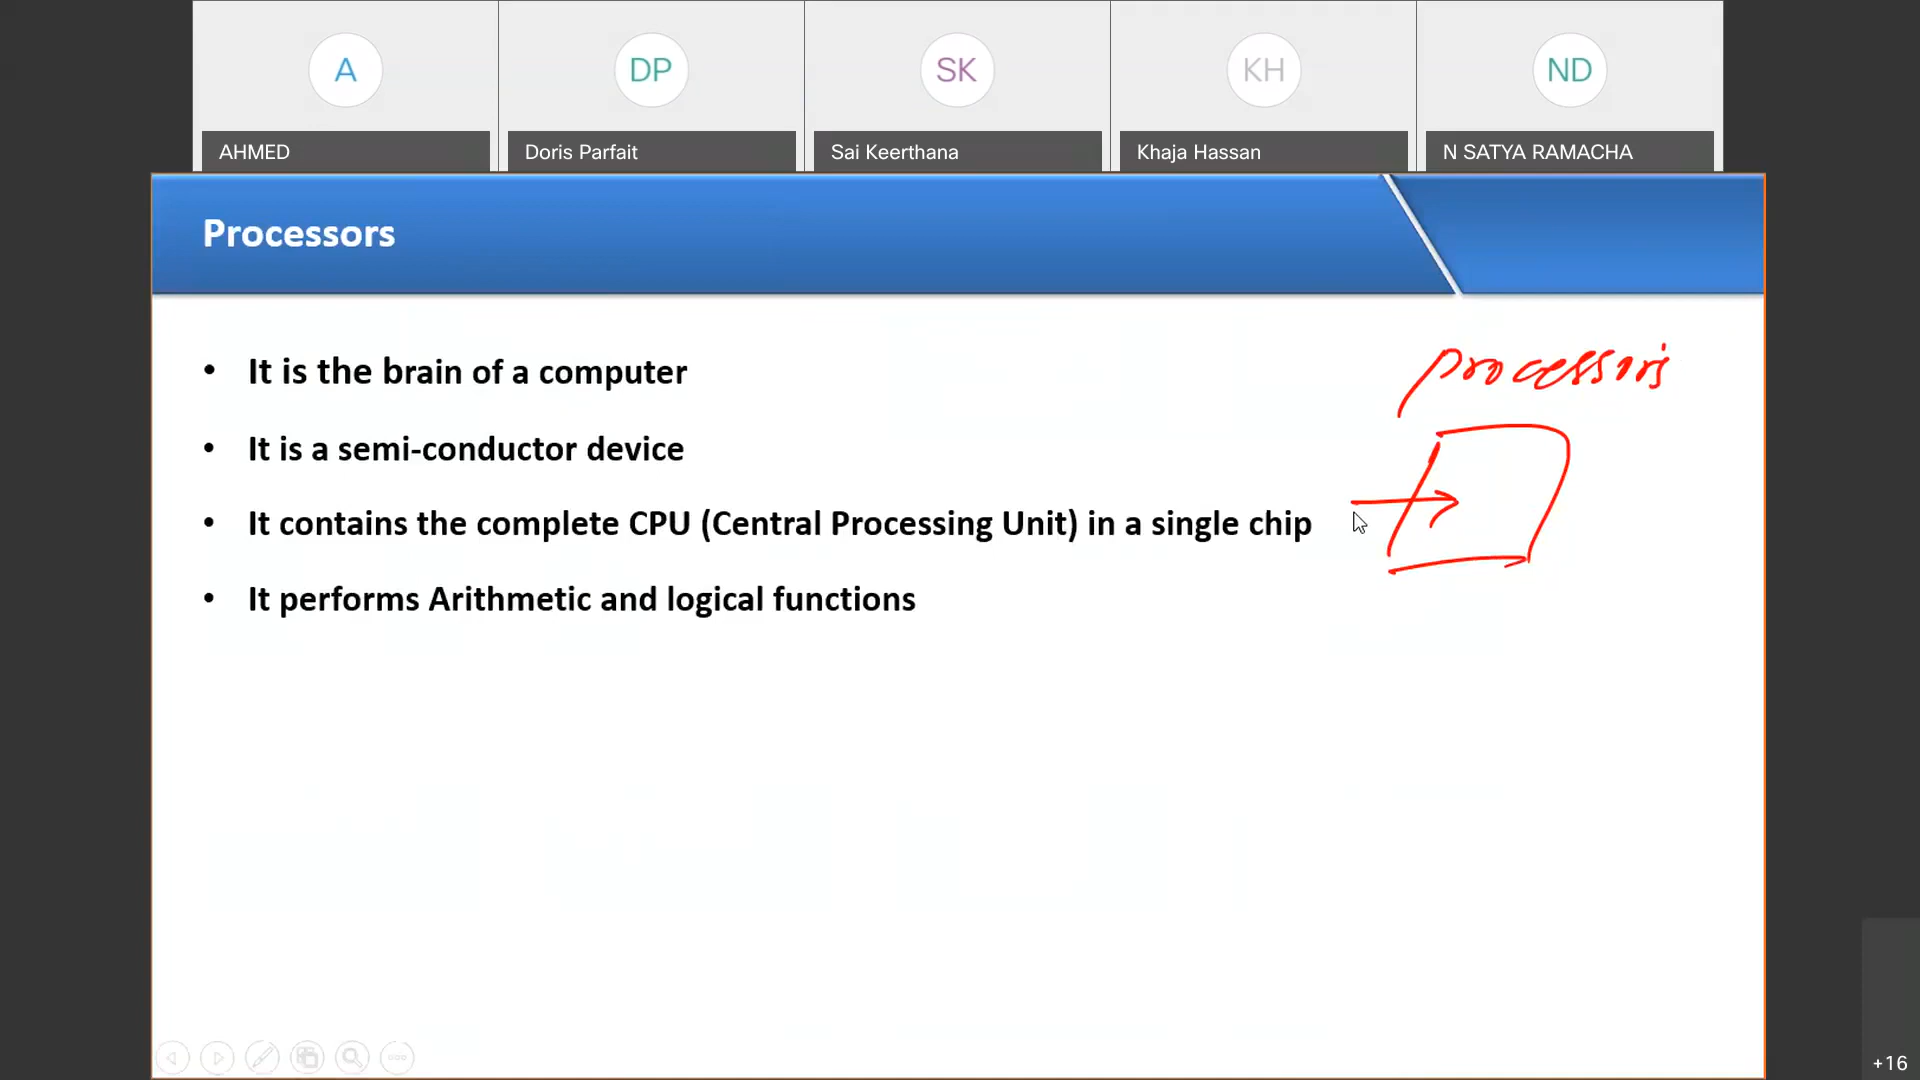 A
DP
SK
KH
ND
AHMED
Doris Parfait
Sai Keerthana
Khaja Hassan
N SATYA RAMACHA
Processors
• It is the brain of a computer
processors
• It is a semi-conductor device
• It contains the complete CPU (Central Processing Unit) in a single chip
• It performs Arithmetic and logical functions
+16